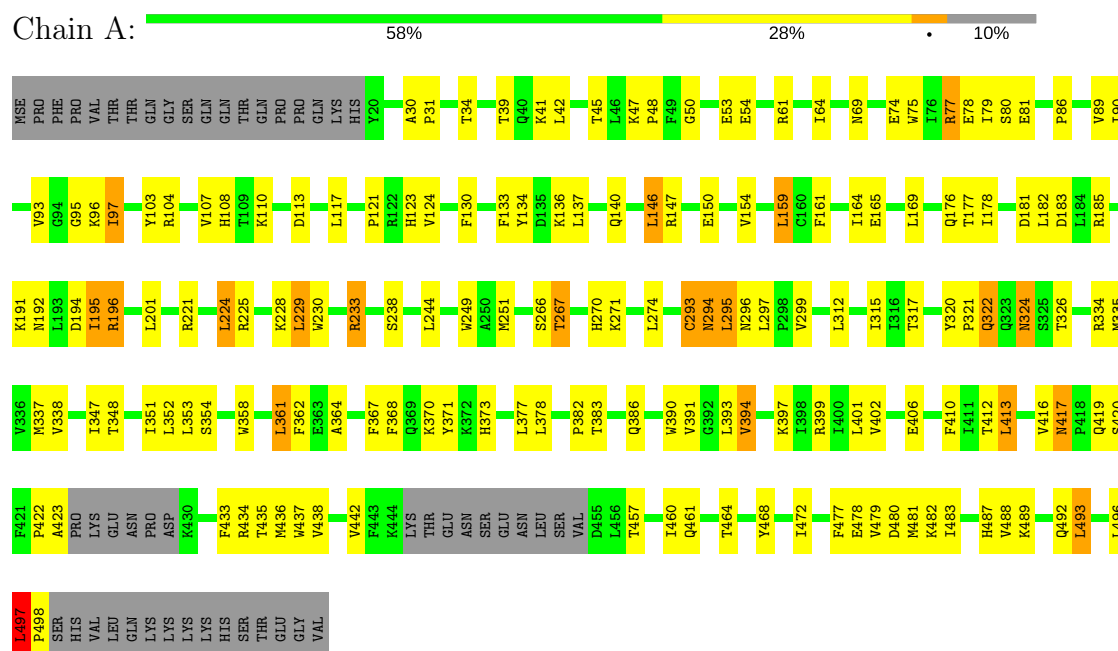 Chain A:
58% 28% • 10%
MSE PRO PHE PRO VAL THR THR GLN GLY SER GLN GLN THR GLN PRO PRO GLN LYS HIS Y20 A30 P31 T34 T39 Q40 K41 L42 T45 L46 K47 P48 F49 G50 E53 E54 R61 I64 N69 E74 W75 I76 R77 E78 I79 S80 E81 P86 V89 I90
V93 G94 G95 K96 I97 Y103 R104 V107 H108 T109 K110 D113 L117 P121 R122 H123 V124 F130 F133 Y134 D135 K136 L137 Q140 L146 R147 E150 V154 L159 C160 F161 I164 E165 L169 Q176 T177 I178 D181 L182 D183 L184 R185
K191 N192 L193 D194 I195 R196 L201 R221 L224 R225 K228 L229 W230 R233 S238 L244 W249 A250 M251 S266 T267 H270 K271 L274 C293 N294 L295 N296 L297 P298 V299 L312 I315 I316 T317 Y320 P321 Q322 Q323 N324 S325 T326 R334 M335
V336 M337 V338 I347 T348 I351 L352 L353 S354 W358 L361 F362 E363 A364 F367 F368 Q369 K370 Y371 K372 H373 L377 L378 P382 T383 Q386 W390 V391 G392 L393 V394 K397 I398 R399 I400 L401 V402 E406 F410 I411 T412 L413 V416 N417 P418 Q419 S420
F421 P422 A423 PRO LYS GLU ASN PRO ASP K430 F433 R434 T435 M436 W437 V438 V442 F443 K444 LYS THR GLU ASN SER GLU ASN LEU SER VAL D455 L456 T457 I460 Q461 T464 Y468 I472 F477 E478 V479 D480 M481 K482 I483 H487 V488 K489 Q492 L493 L496
L497 P498 SER HIS VAL LEU GLN LYS LYS LYS LYS HIS SER THR GLU GLY VAL